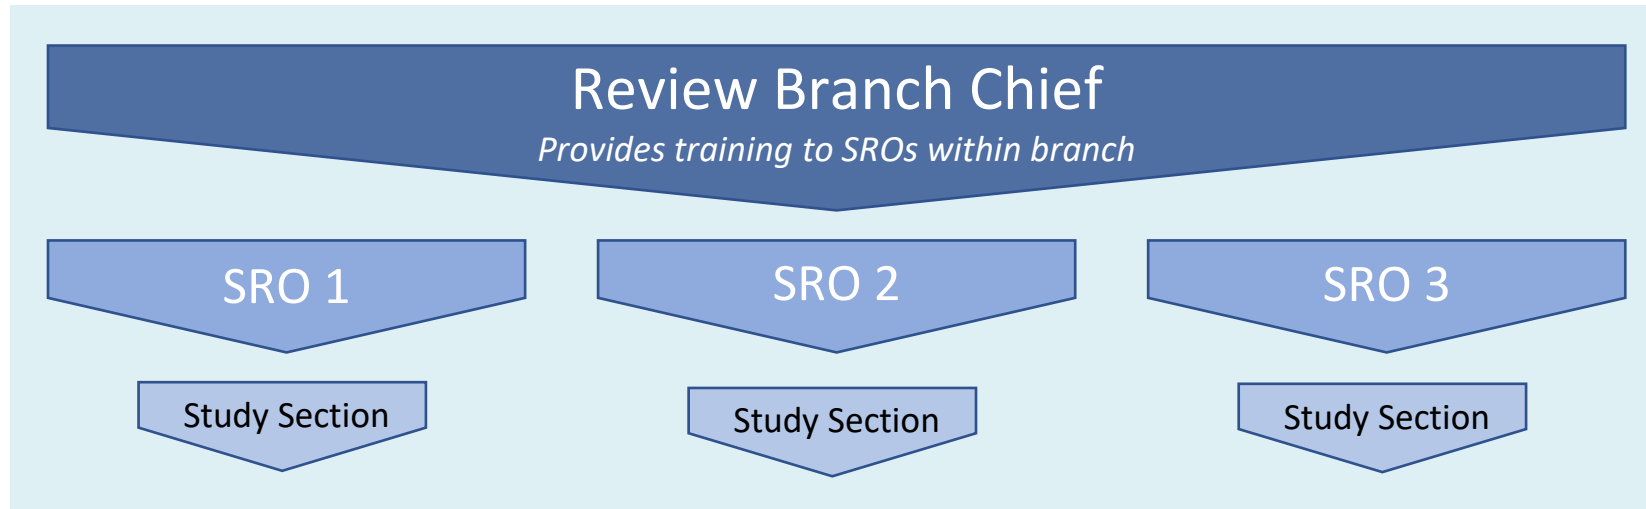 Review Branch Chief
Provides training to SROs within branch
SRO 1
SRO 2
SRO 3
Study Section
Study Section
Study Section